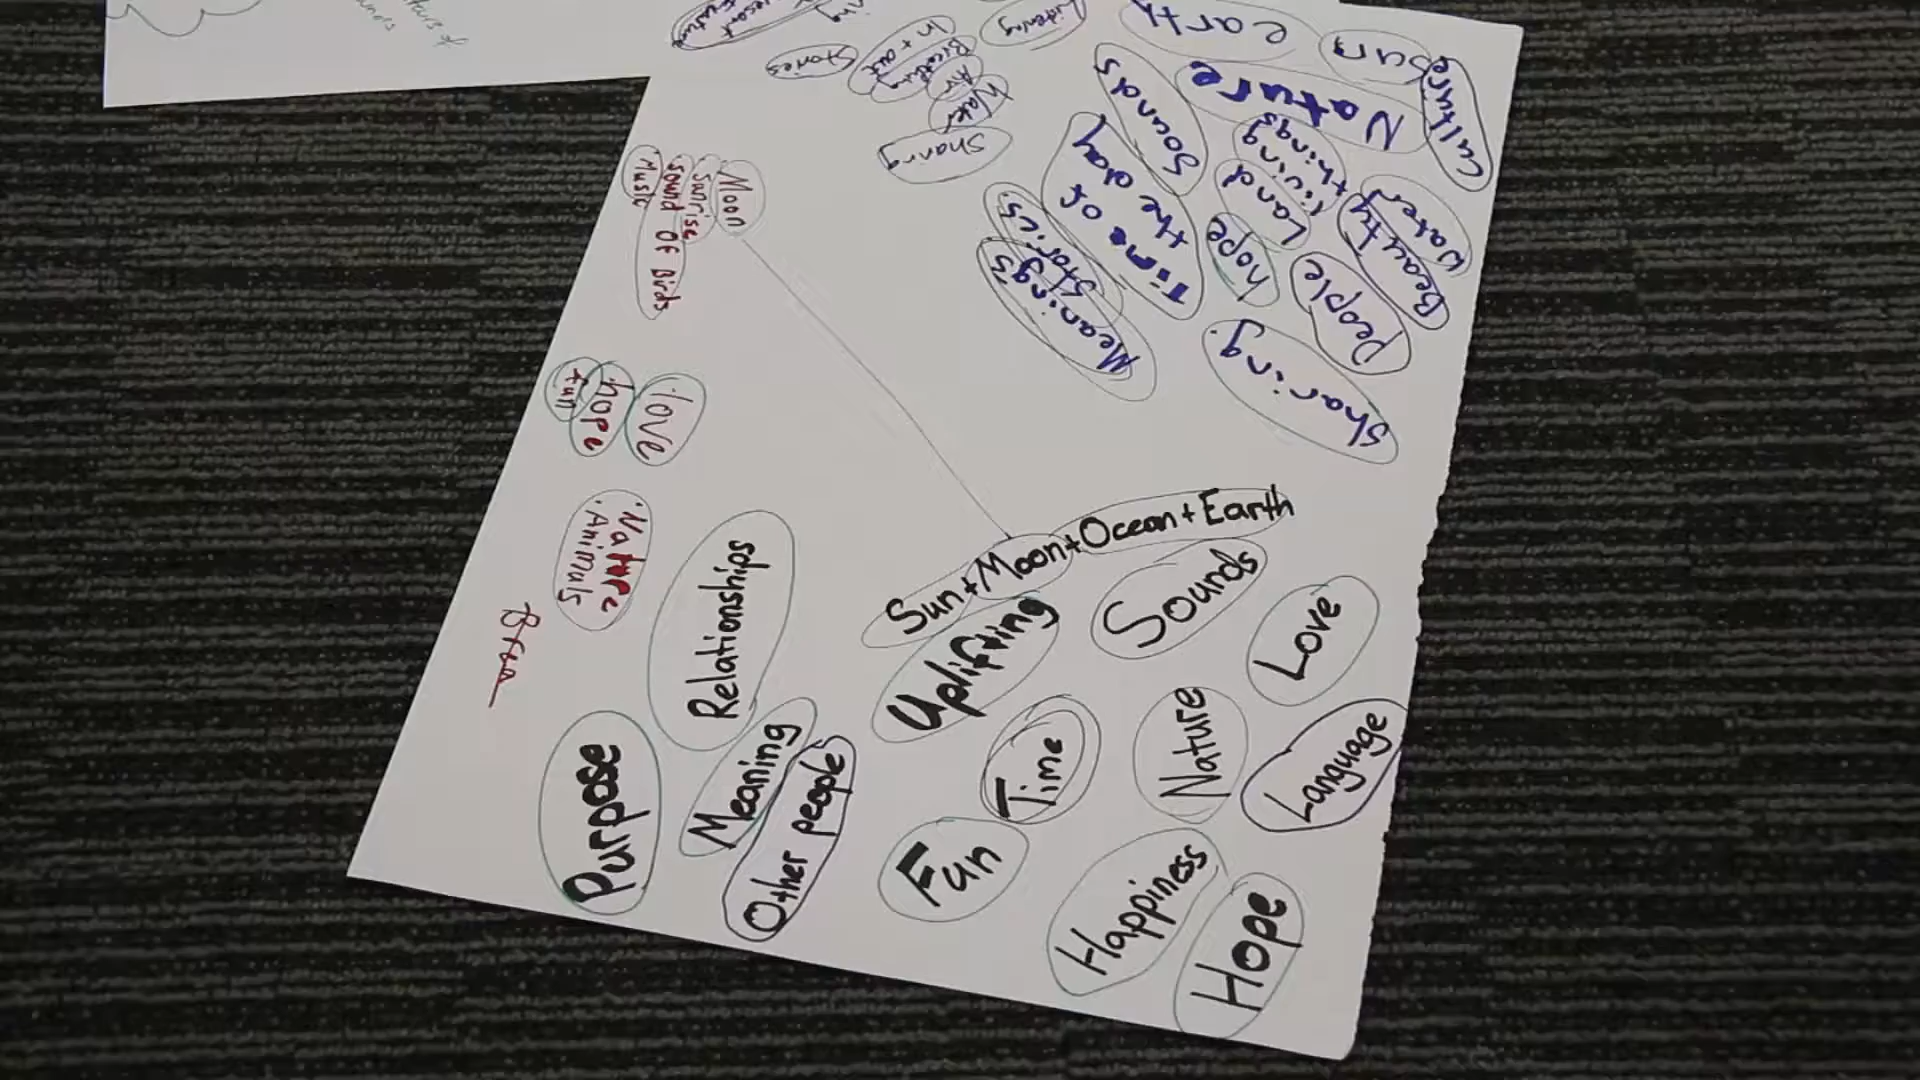 Listening
earth
Sun
Culture
Stories
In + out
Breathing
Air
Water
Sharing
Sounds
Nature
living
things
Land
Time of
the day
hope
Beauty
Water
People
Stories
Meanings
Sharing
Moon
Sunrise
Sound OF Birds
Music
love
hope
fun
Nature
Animals
Sun+Moon+Ocean+Earth
Relationships
Uplifting
Sounds
Love
Purpose
Meaning
Other people
Time
Nature
Language
Fun
Happiness
Hope